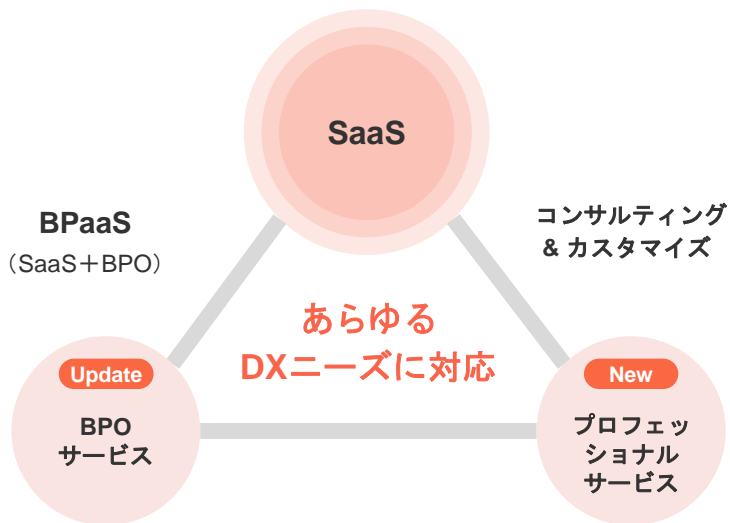 SaaS
BPaaS
（SaaS＋BPO）
コンサルティング
& カスタマイズ
あらゆる
DXニーズに対応
Update
BPO
サービス
New
プロフェッ
ショナル
サービス